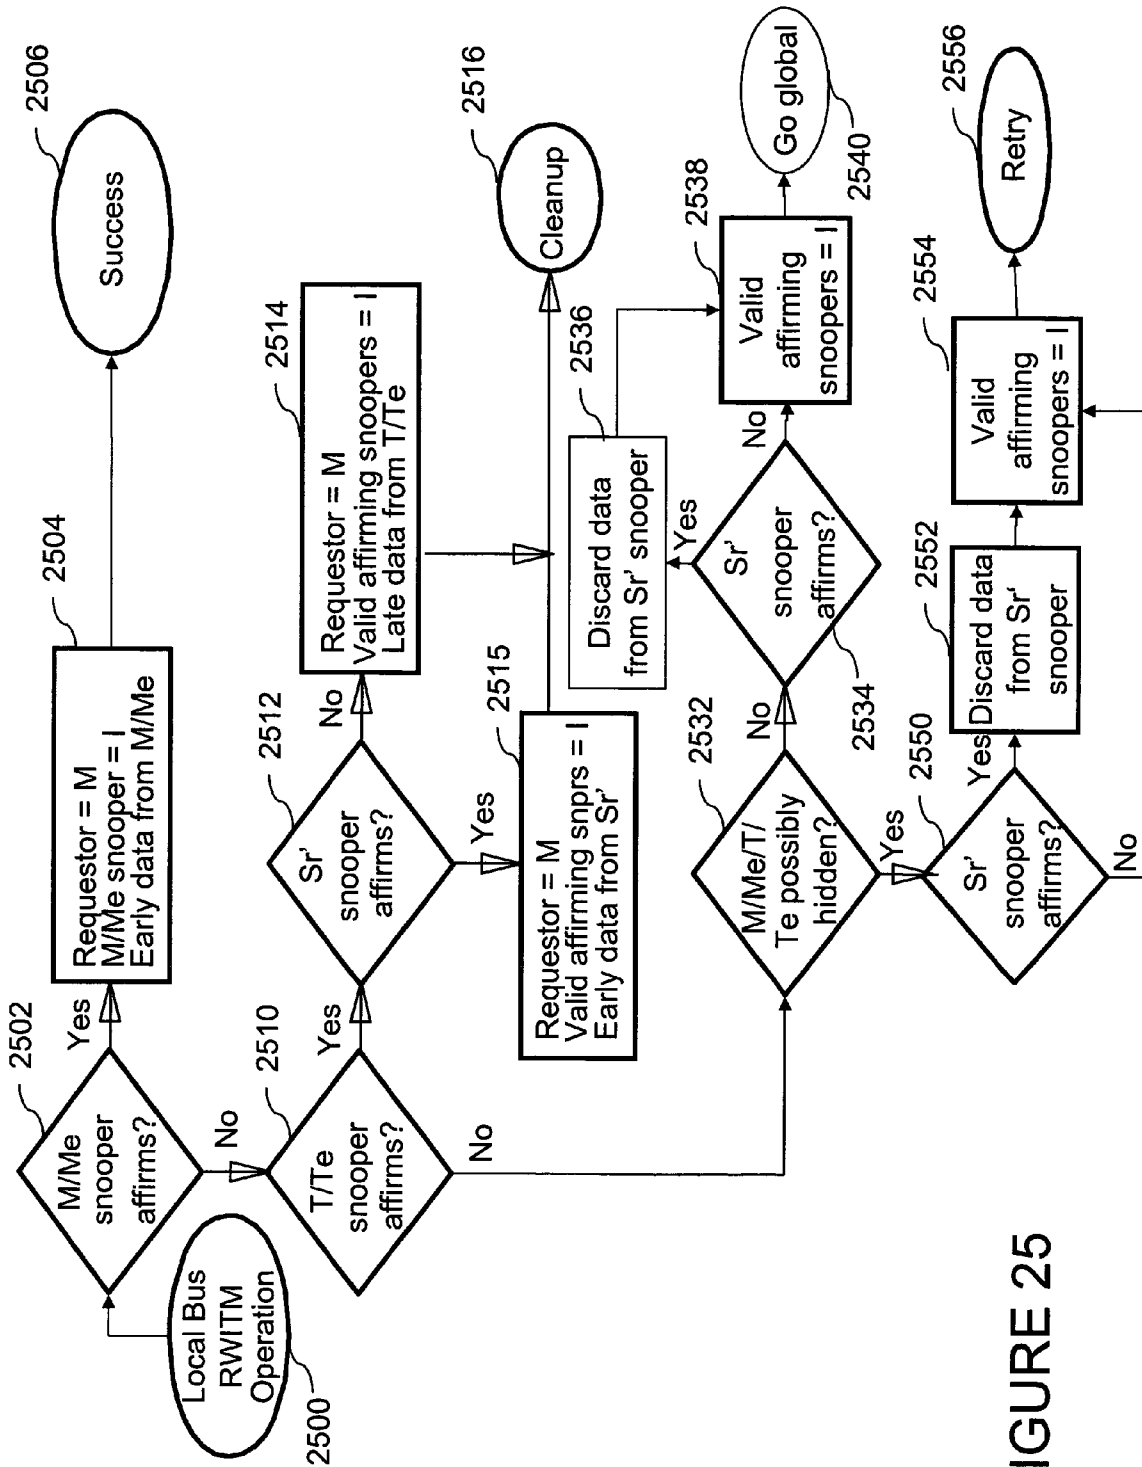 Local Bus
RWITM
Operation
2500
M/Me
snooper
affirms?
2502
Yes
No
Requestor = M
M/Me snooper = I
Early data from M/Me
2504
Success
2506
T/Te
snooper
affirms?
2510
Yes
No
Sr'
snooper
affirms?
2512
No
Yes
Requestor = M
Valid affirming snoopers = I
Late data from T/Te
2514
Requestor = M
Valid affirming snprs = I
Early data from Sr'
2515
Cleanup
2516
M/Me/T/
Te possibly
hidden?
2532
No
Yes
Sr'
snooper
affirms?
2534
Yes
No
Discard data
from Sr' snooper
2536
Valid
affirming
snoopers = I
2538
Go global
2540
Sr'
snooper
affirms?
2550
Yes
No
Discard data
from Sr'
snooper
2552
Valid
affirming
snoopers = I
2554
Retry
2556
IGURE 25